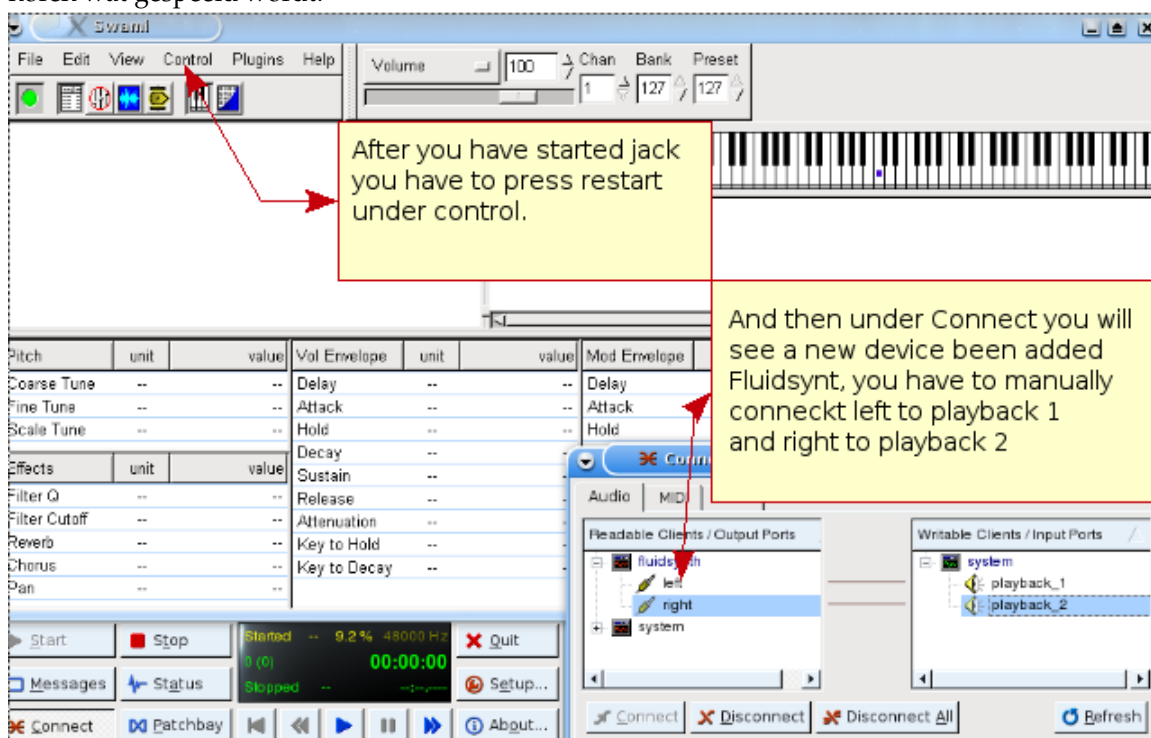 Swami
File Edit View Control Plugins Help
Volume 100 Chan Bank Preset
1 127 127
After you have started jack
you have to press restart
under control.
And then under Connect you will
see a new device been added
Fluidsynt, you have to manually
conneckt left to playback 1
and right to playback 2
Pitch unit value Vol Envelope unit value Mod Envelope
Coarse Tune -- -- Delay -- -- Delay
Fine Tune -- -- Attack -- -- Attack
Scale Tune -- -- Hold -- -- Hold
Decay --
Effects unit value Sustain --
Filter Q -- -- Release --
Filter Cutoff -- -- Attenuation --
Reverb -- -- Key to Hold --
Chorus -- -- Key to Decay --
Pan -- --
Audio MIDI
Readable Clients / Output Ports Writable Clients / Input Ports
fluidsynth system
left playback_1
right playback_2
system
Start Stop Started -- 9.2 % 48000 Hz Quit
0 (0) 00:00:00
Messages Status Stopped -- --:--.---- Setup...
Connect Patchbay About...
Connect Disconnect Disconnect All Refresh